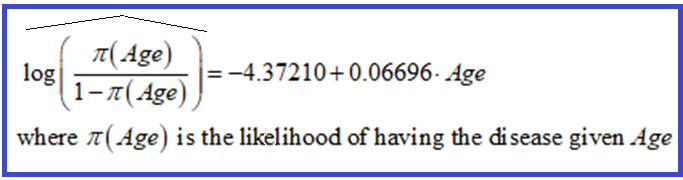 log(π(Age)/1−π(Age))=−4.37210+0.06696· Age
where π(Age) is the likelihood of having the disease given Age